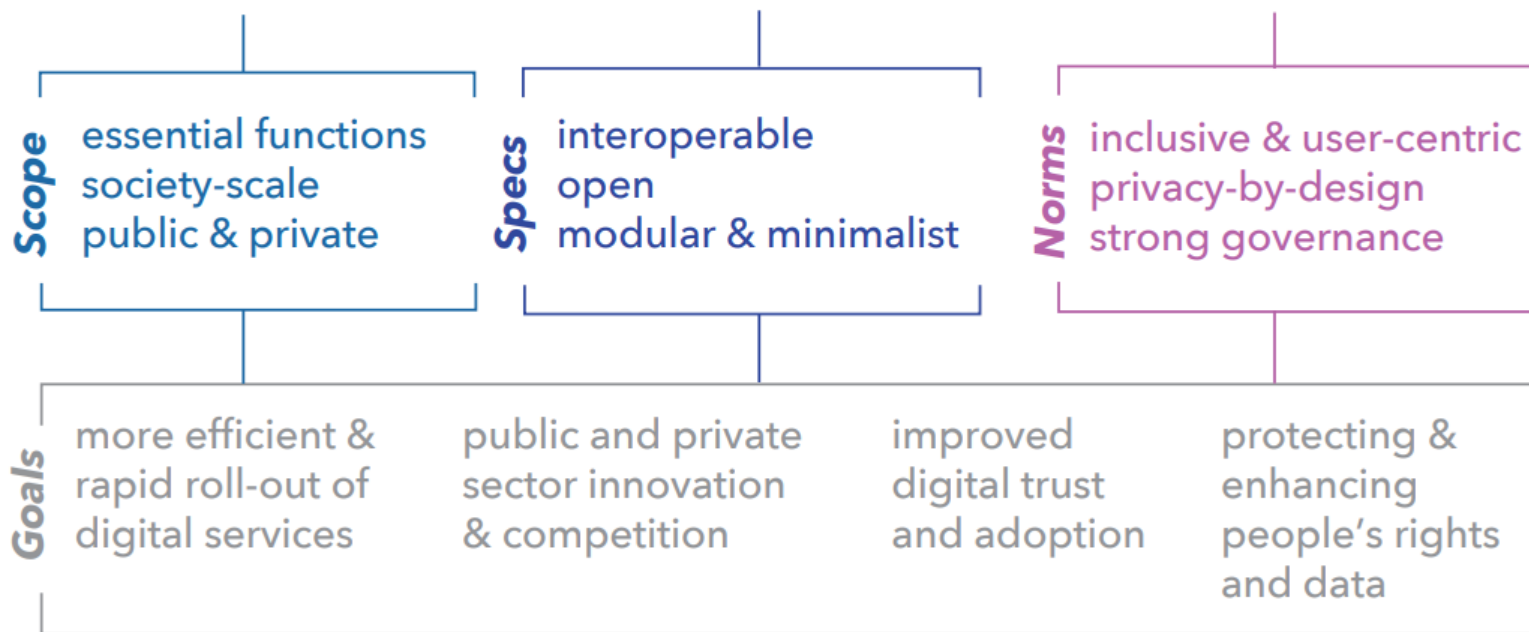 Scope
essential functions
society-scale
public & private
Specs
interoperable
open
modular & minimalist
Norms
inclusive & user-centric
privacy-by-design
strong governance
Goals
more efficient &
rapid roll-out of
digital services
public and private
sector innovation
& competition
improved
digital trust
and adoption
protecting &
enhancing
people's rights
and data